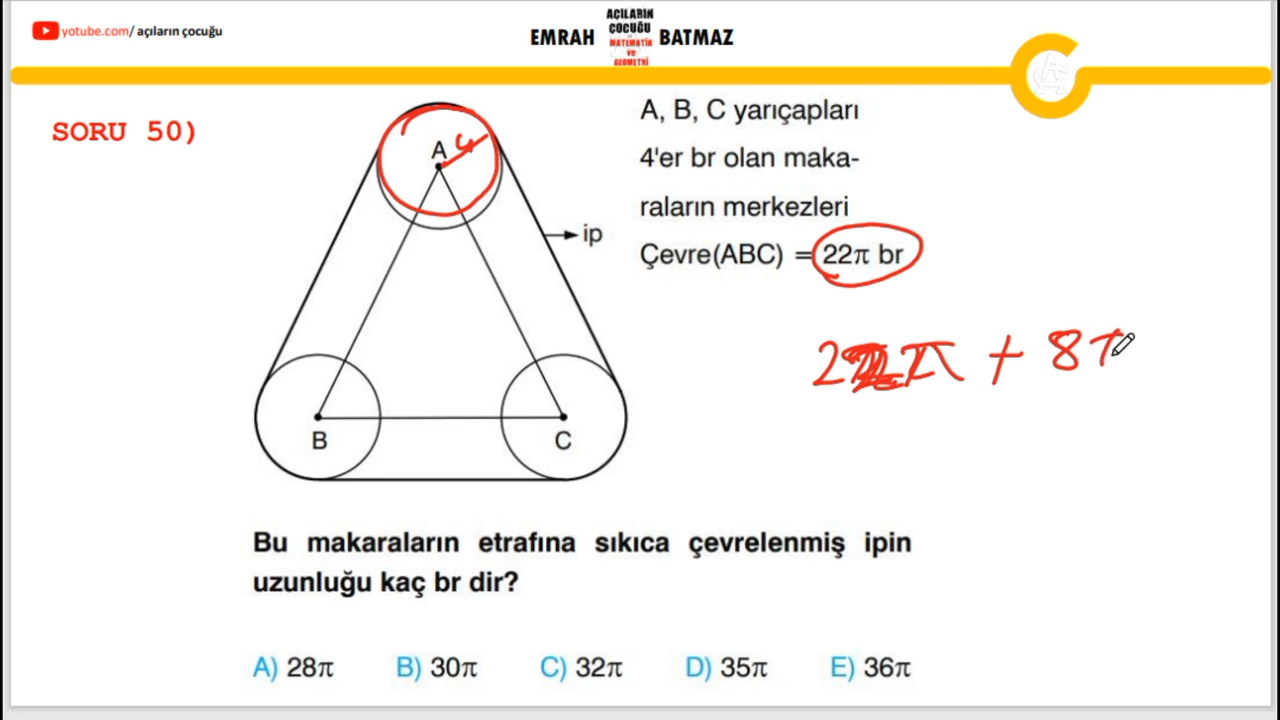 yotube.com/ açıların çocuğu
EMRAH
AÇILARIN
ÇOCUĞU
MATEMATİK
ve
GEOMETRİ
BATMAZ
SORU 50)
A 4
ip
B
C
A, B, C yarıçapları
4'er br olan maka-
raların merkezleri
Çevre(ABC) = 22π br
22π + 8π
Bu makaraların etrafına sıkıca çevrelenmiş ipin
uzunluğu kaç br dir?
A) 28π B) 30π C) 32π D) 35π E) 36π